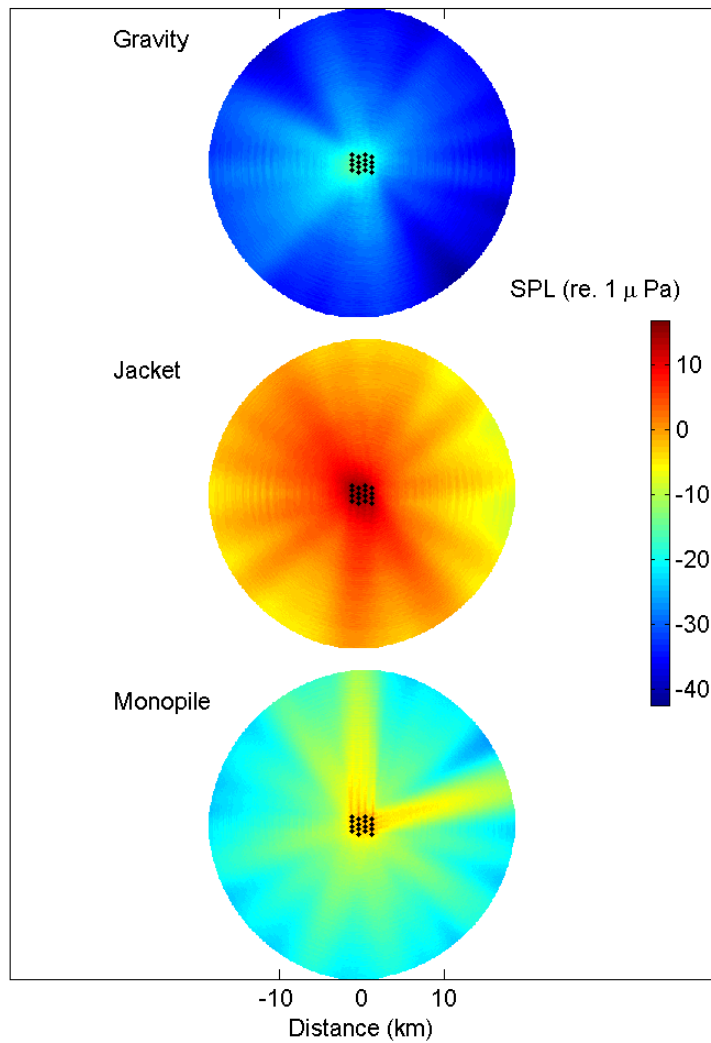 Gravity
SPL (re. 1 μ Pa)
Jacket
10
0
-10
-20
-30
-40
Monopile
-10 0 10
Distance (km)